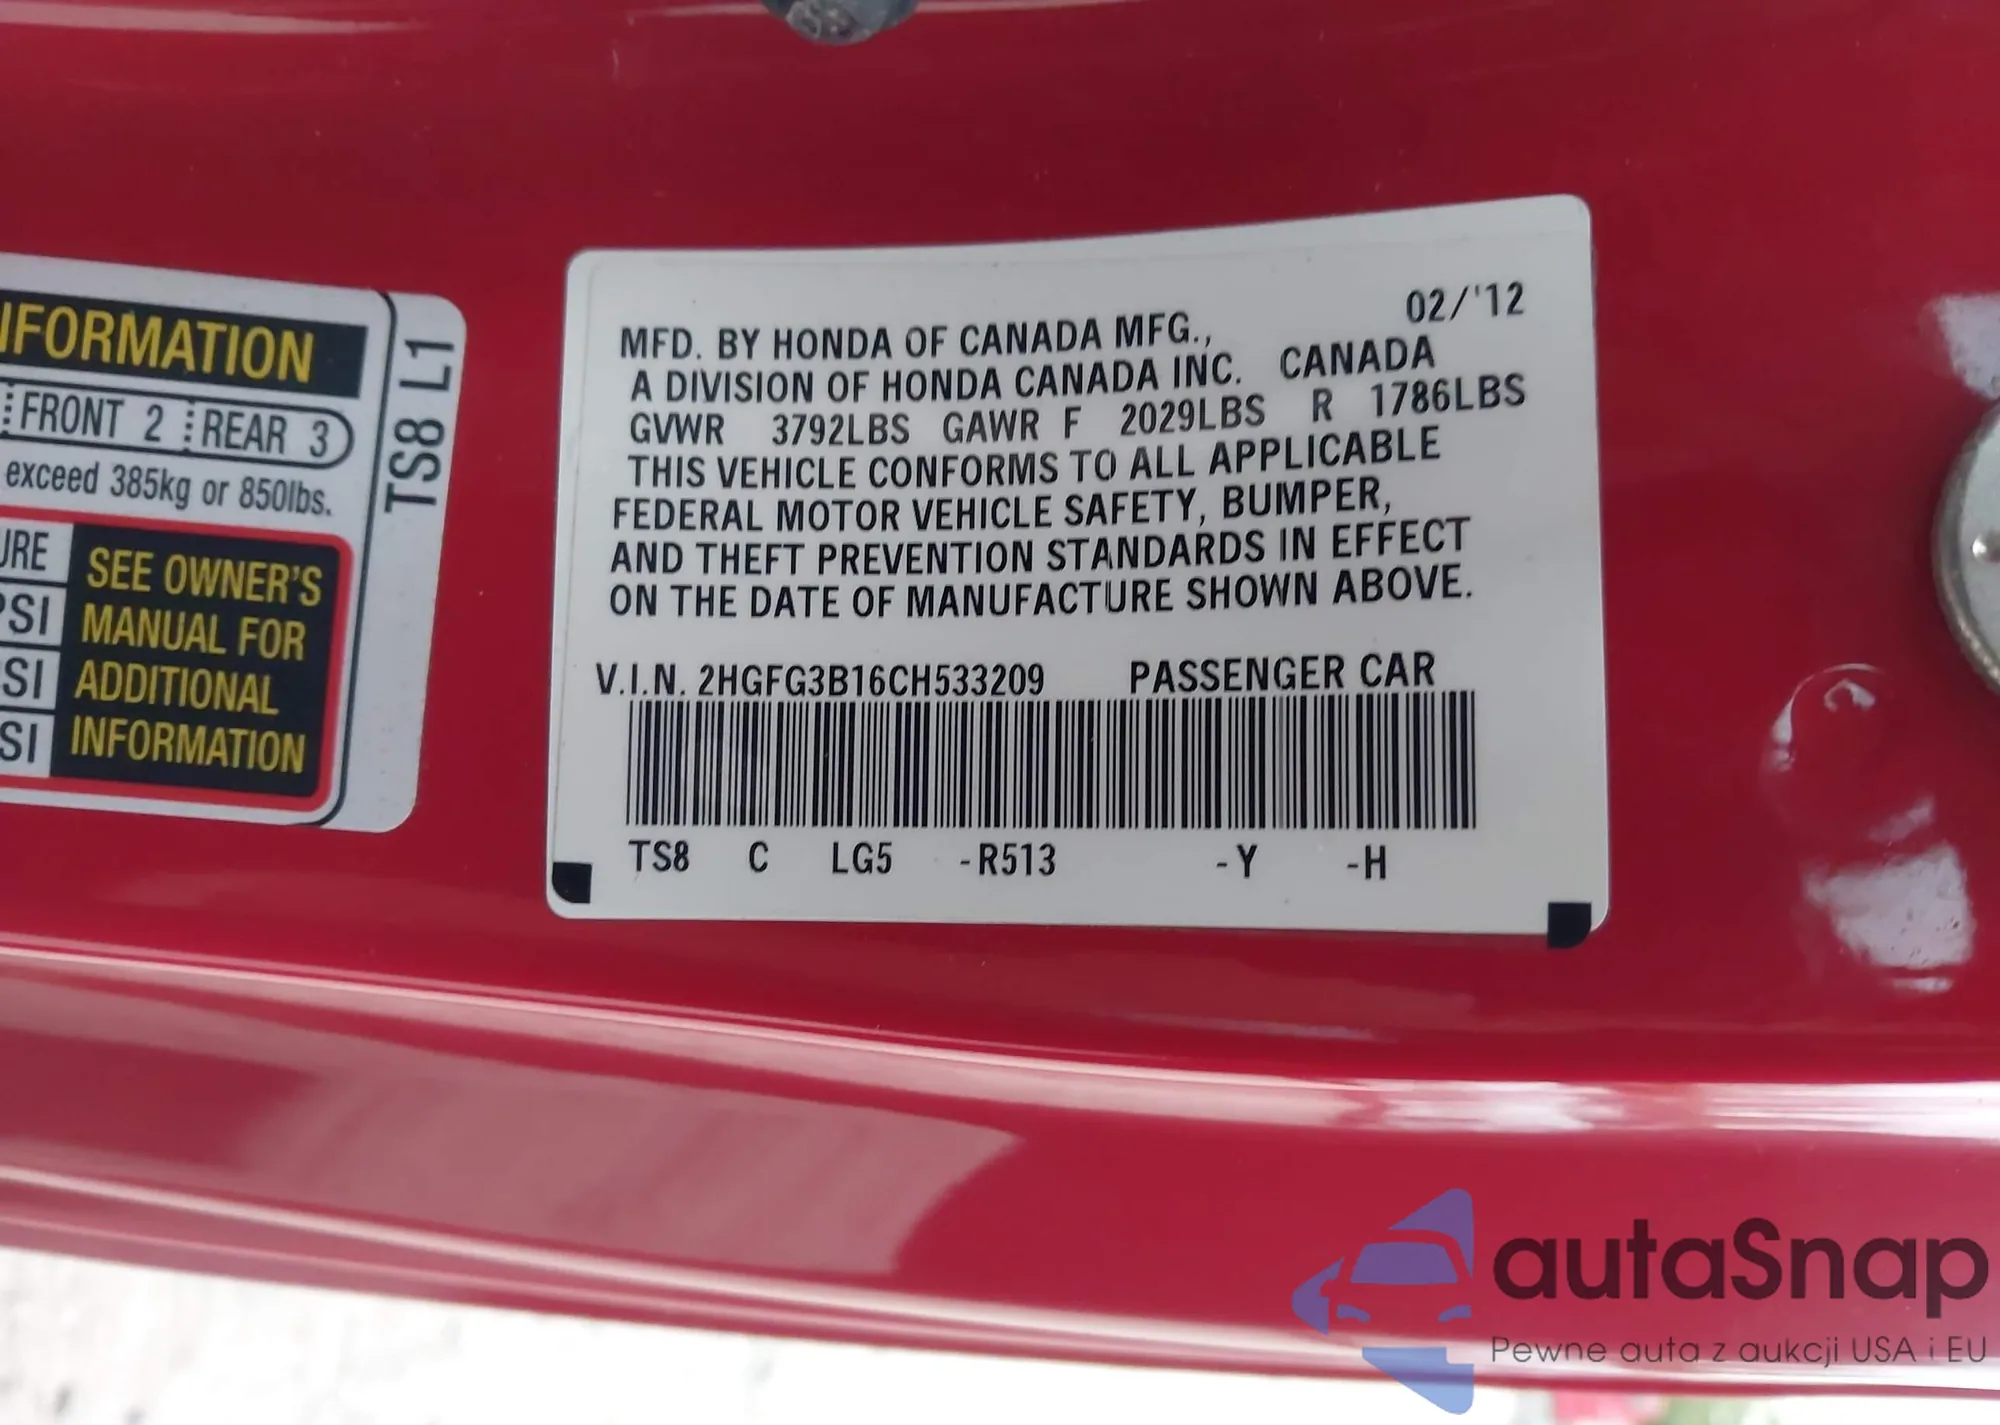 INFORMATION
FRONT 2 REAR 3
exceed 385kg or 850lbs.
SEE OWNER'S
MANUAL FOR
ADDITIONAL
INFORMATION
PSI
SI
SI
TS8 L1
02/'12
MFD. BY HONDA OF CANADA MFG.,
A DIVISION OF HONDA CANADA INC. CANADA
GVWR 3792LBS GAWR F 2029LBS R 1786LBS
THIS VEHICLE CONFORMS TO ALL APPLICABLE
FEDERAL MOTOR VEHICLE SAFETY, BUMPER,
AND THEFT PREVENTION STANDARDS IN EFFECT
ON THE DATE OF MANUFACTURE SHOWN ABOVE.
V.I.N. 2HGFG3B16CH533209 PASSENGER CAR
TS8 C LG5 -R513 -Y -H
autaSnap
Pewne auta z aukcji USA i EU